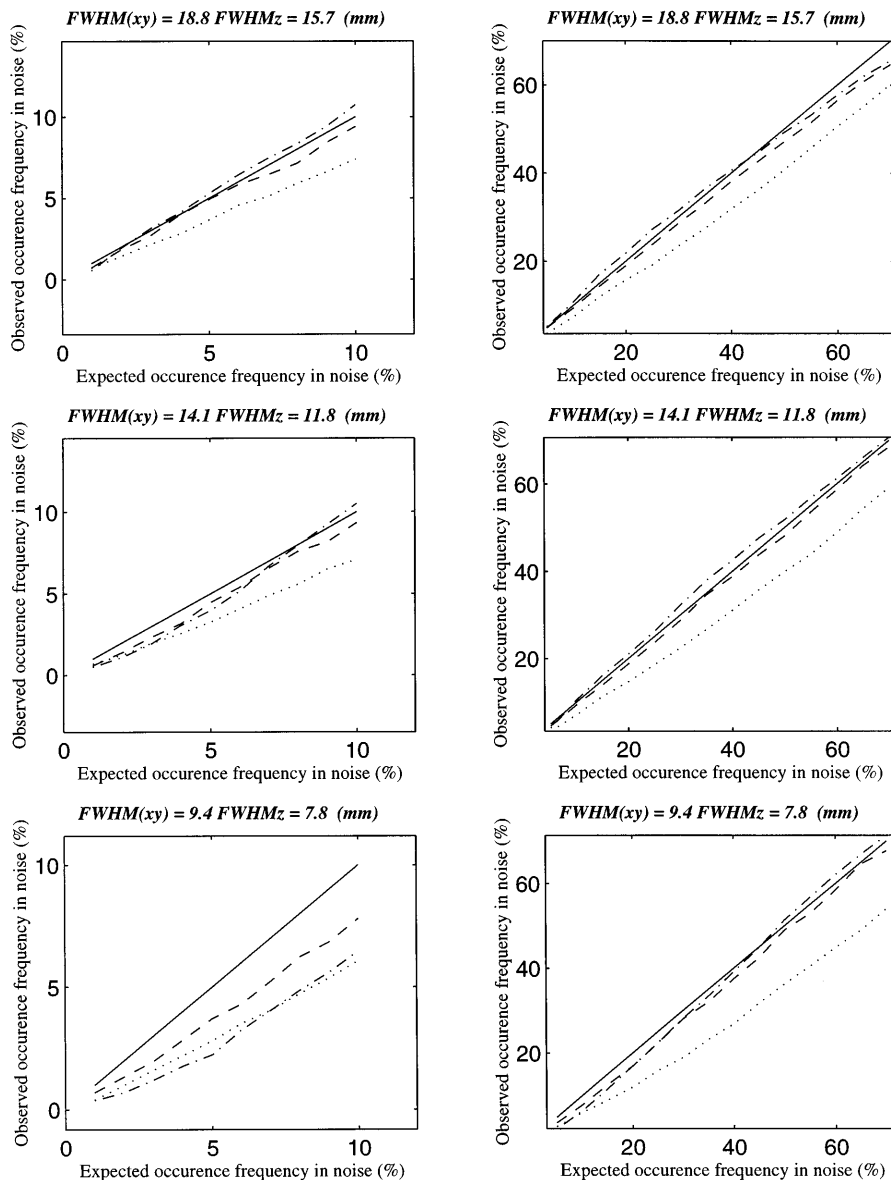 FWHM(xy) = 18.8 FWHMz = 15.7 (mm)
Observed occurence frequency in noise (%)
10
5
0
0 5 10
Expected occurence frequency in noise (%)
FWHM(xy) = 18.8 FWHMz = 15.7 (mm)
Observed occurence frequency in noise (%)
60
40
20
20 40 60
Expected occurence frequency in noise (%)
FWHM(xy) = 14.1 FWHMz = 11.8 (mm)
Observed occurence frequency in noise (%)
10
5
0
0 5 10
Expected occurence frequency in noise (%)
FWHM(xy) = 14.1 FWHMz = 11.8 (mm)
Observed occurence frequency in noise (%)
60
40
20
20 40 60
Expected occurence frequency in noise (%)
FWHM(xy) = 9.4 FWHMz = 7.8 (mm)
Observed occurence frequency in noise (%)
10
5
0
0 5 10
Expected occurence frequency in noise (%)
FWHM(xy) = 9.4 FWHMz = 7.8 (mm)
Observed occurence frequency in noise (%)
60
40
20
20 40 60
Expected occurence frequency in noise (%)